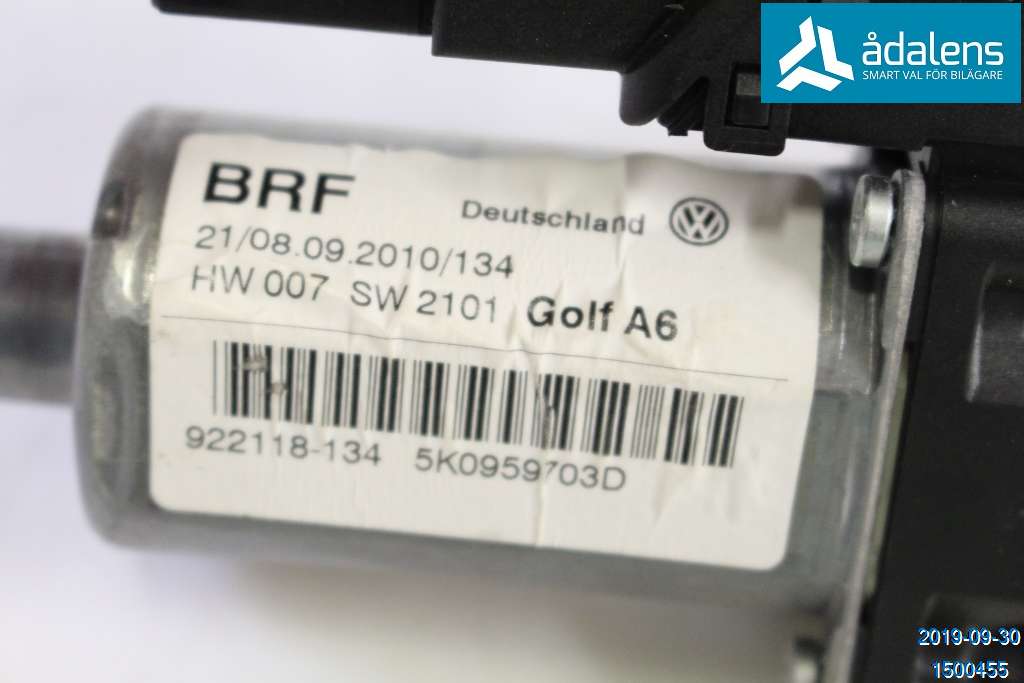 ådalens
SMART VAL FÖR BILÄGARE
BRF
Deutschland
21/08.09.2010/134
HW 007 SW 2101 Golf A6
922118-134 5K0959703D
2019-09-30
1500455